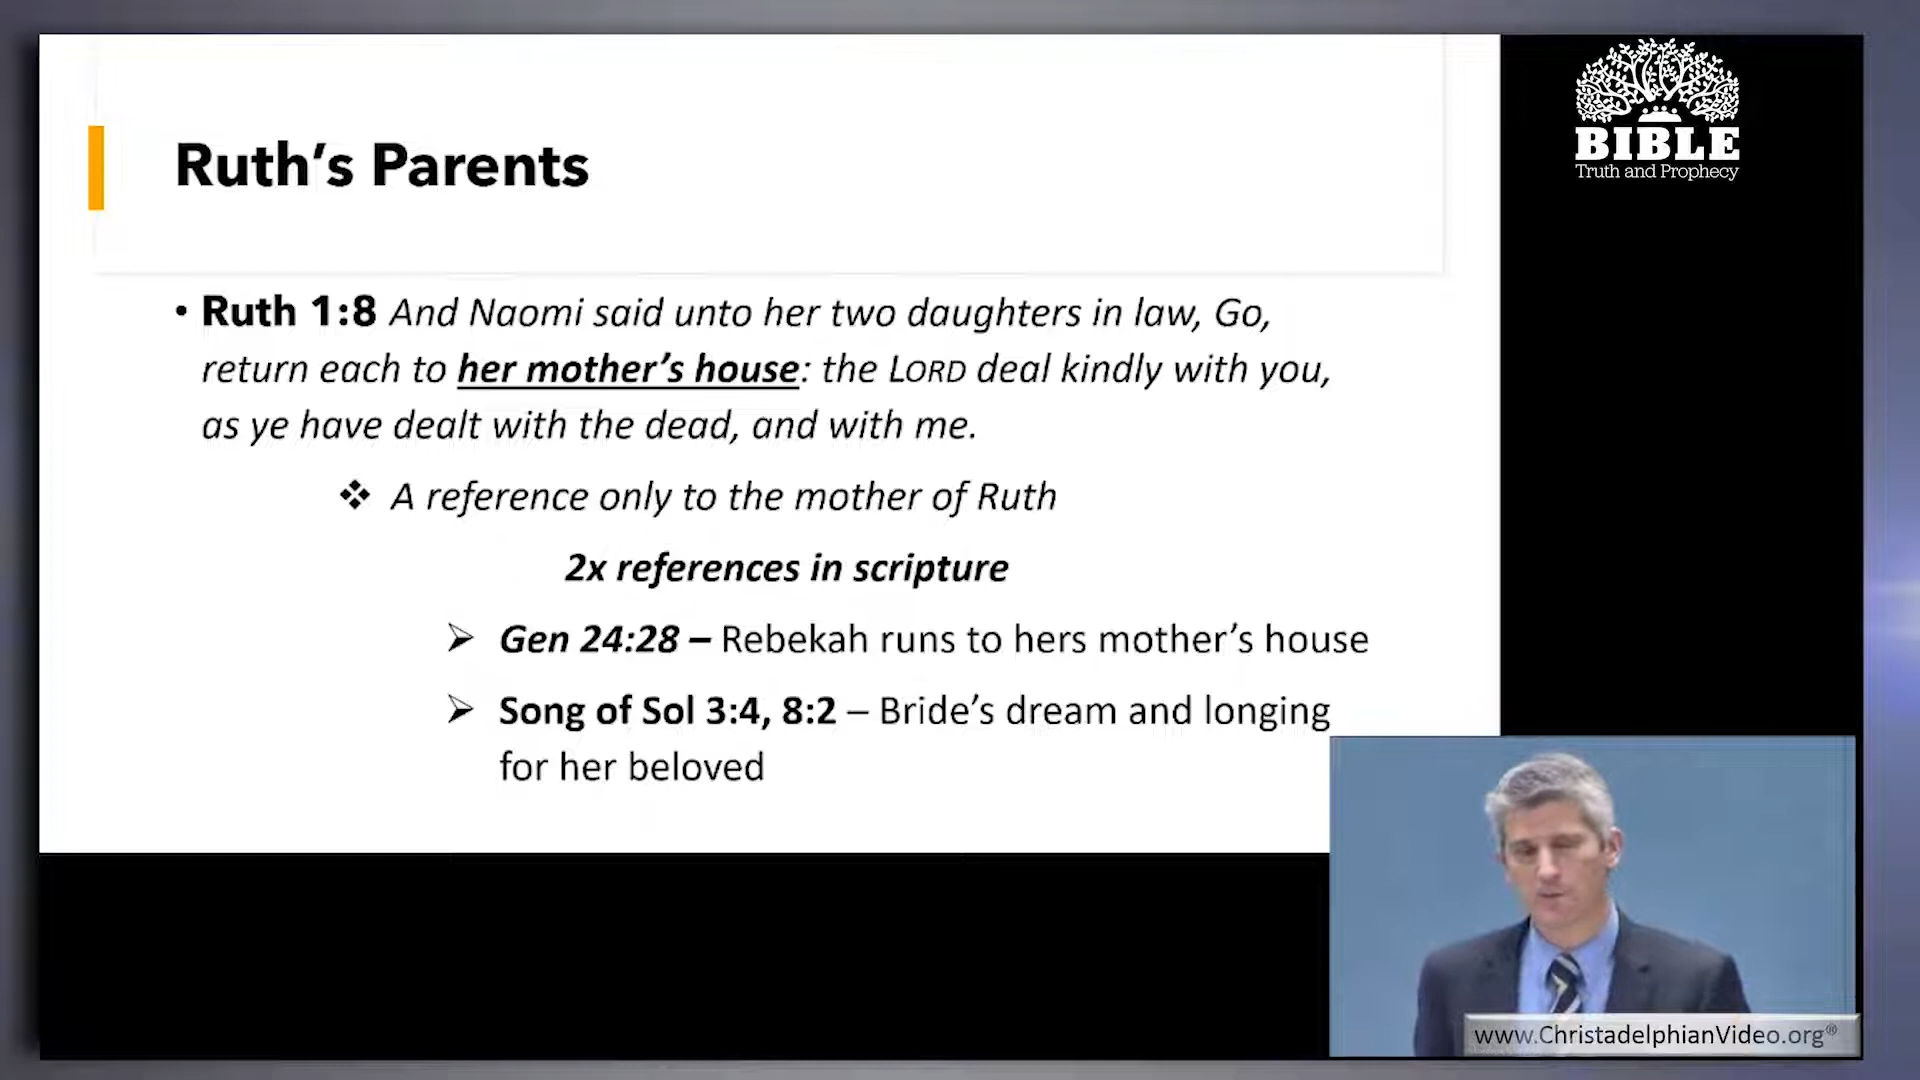 Ruth's Parents
• Ruth 1:8 And Naomi said unto her two daughters in law, Go,
return each to her mother's house: the LORD deal kindly with you,
as ye have dealt with the dead, and with me.
❖ A reference only to the mother of Ruth
2x references in scripture
➢ Gen 24:28 – Rebekah runs to hers mother's house
➢ Song of Sol 3:4, 8:2 – Bride's dream and longing
for her beloved
BIBLE
Truth and Prophecy
www.ChristadelphianVideo.org®